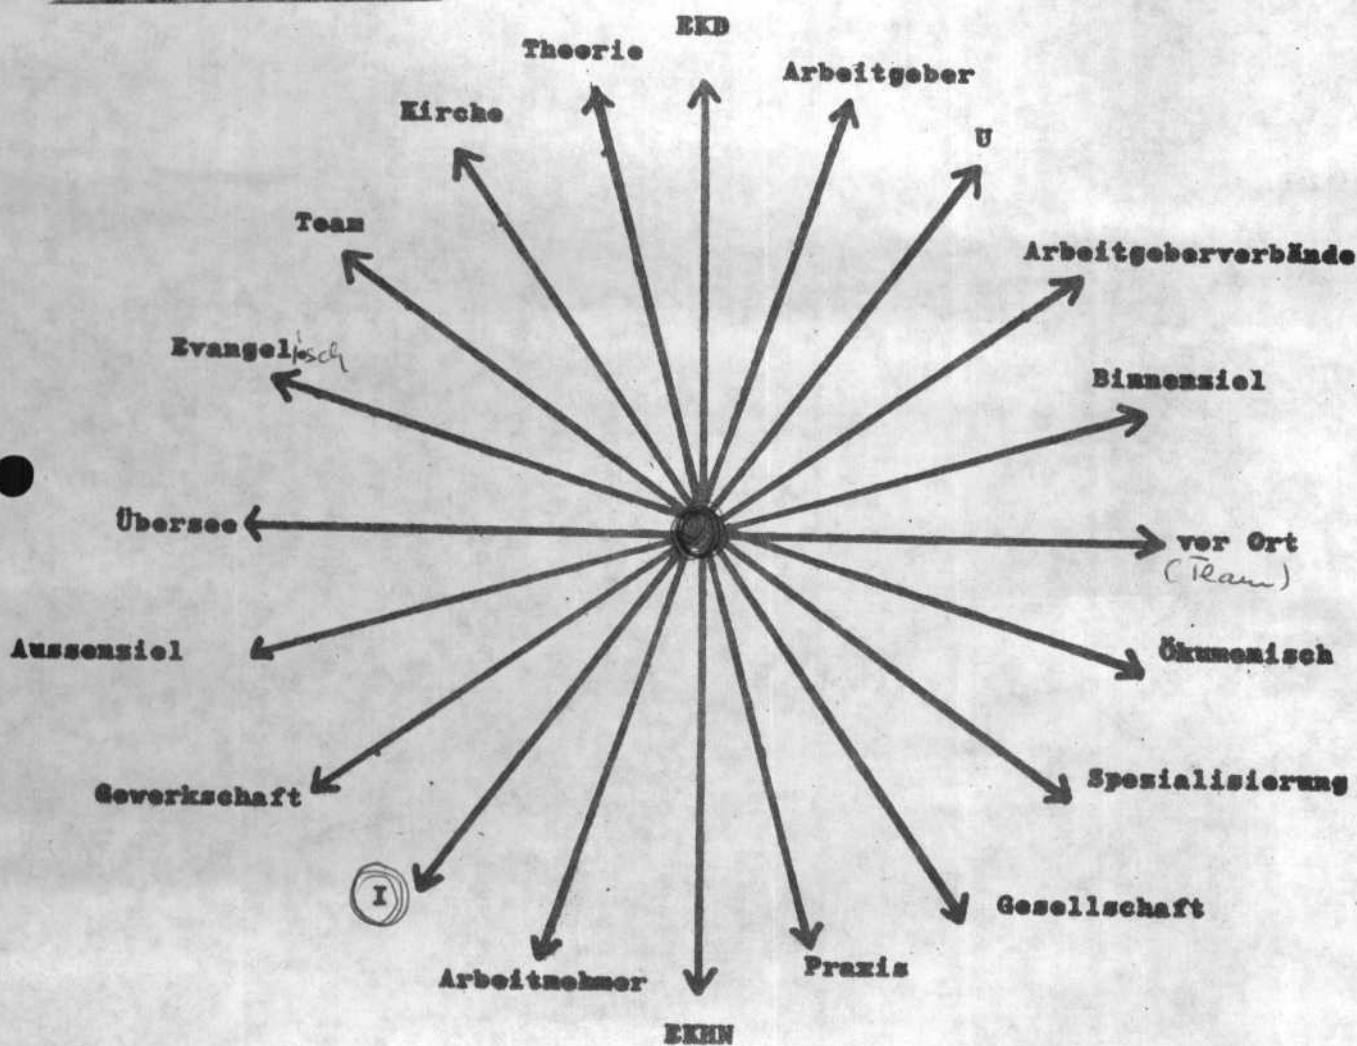 EKD
Theorie
Arbeitgeber
Kirche
U
Team
Arbeitgeberverbände
Evangelisch
Binnenziel
Übersee
vor Ort
(Team)
Aussenziel
Ökumenisch
Gewerkschaft
Spezialisierung
I
Gesellschaft
Arbeitnehmer
Praxis
EKHN